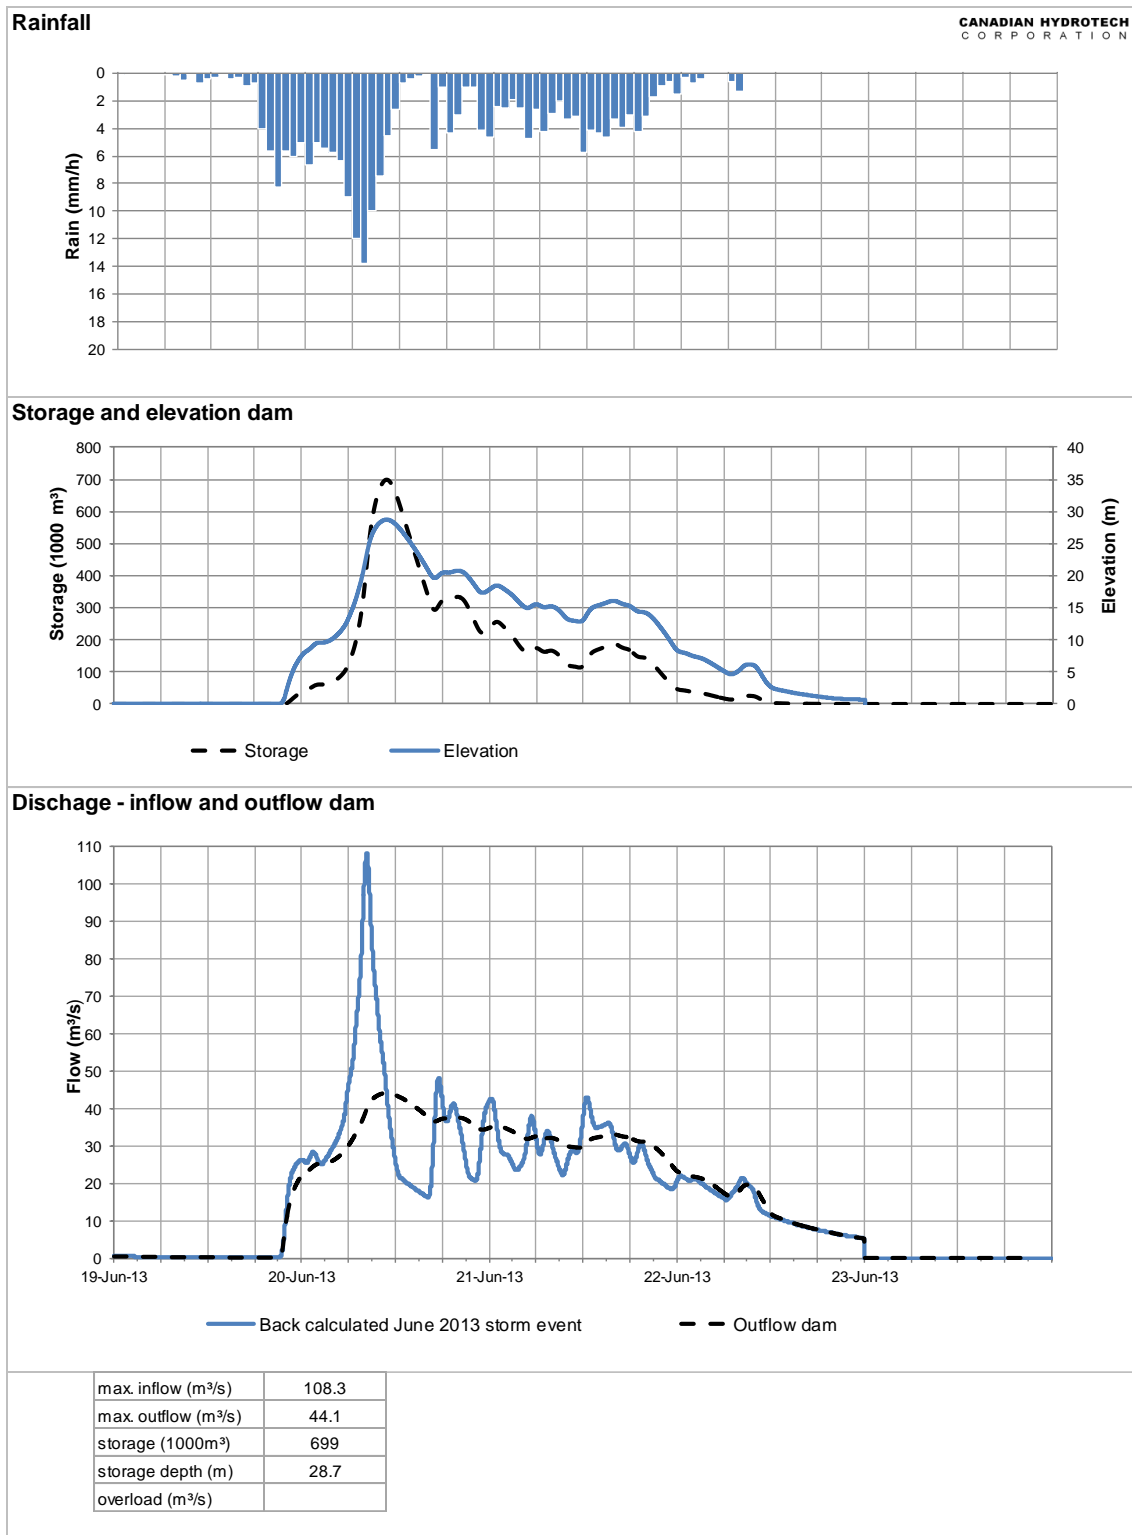 Rainfall
CANADIAN HYDROTECH
CORPORATION
Rain (mm/h)
0
2
4
6
8
10
12
14
16
18
20
Storage and elevation dam
Storage (1000 m³)
800
700
600
500
400
300
200
100
0
40
35
30
25
20
15
10
5
0
Elevation (m)
Storage
Elevation
Dischage - inflow and outflow dam
Flow (m³/s)
110
100
90
80
70
60
50
40
30
20
10
0
19-Jun-13 20-Jun-13 21-Jun-13 22-Jun-13 23-Jun-13
Back calculated June 2013 storm event
Outflow dam
max. inflow (m³/s) 108.3
max. outflow (m³/s) 44.1
storage (1000m³) 699
storage depth (m) 28.7
overload (m³/s)